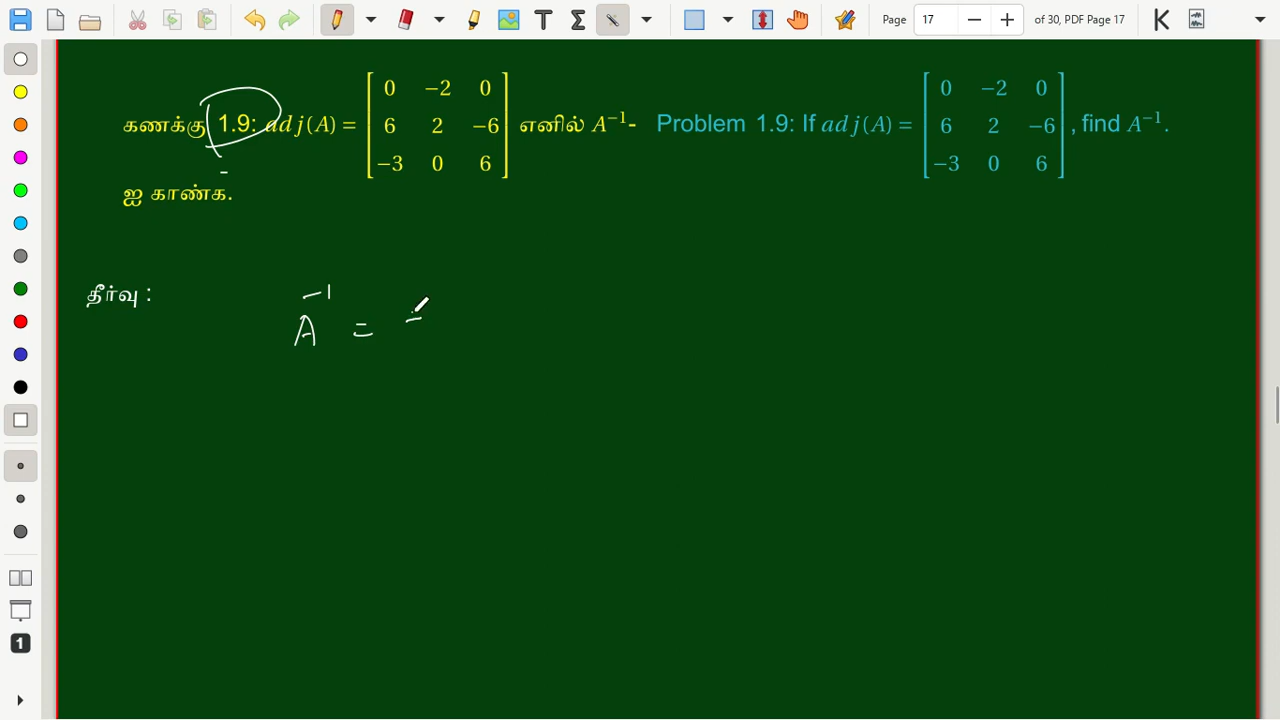 Page 17 of 30, PDF Page 17
கணக்கு 1.9: adj(A) = [0 −2 0; 6 2 −6; −3 0 6] எனில் A⁻¹-
ஐ காண்க.
Problem 1.9: If adj(A) = [0 −2 0; 6 2 −6; −3 0 6], find A⁻¹.
தீர்வு :
A⁻¹ =
1